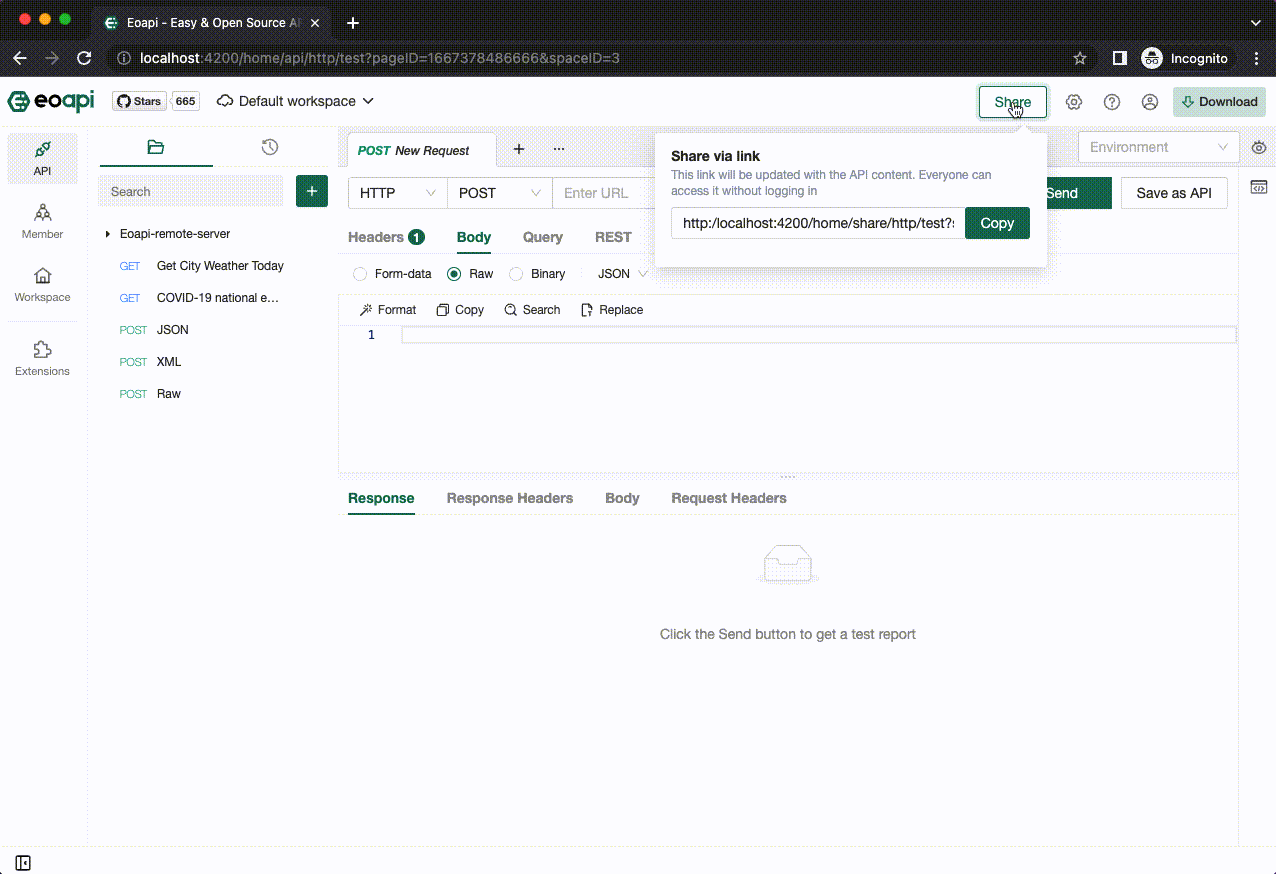 Eoapi - Easy & Open Source AP
localhost:4200/home/api/http/test?pageID=1667378486666&spaceID=3
Incognito
eoapi
Stars
665
Default workspace
Share
Download
API
Member
Workspace
Extensions
Search
Eoapi-remote-server
GET Get City Weather Today
GET COVID-19 national e...
POST JSON
POST XML
POST Raw
POST New Request
Environment
HTTP
POST
Enter URL
Send
Save as API
Share via link
This link will be updated with the API content. Everyone can
access it without logging in
http:/localhost:4200/home/share/http/test?s
Copy
Headers 1
Body
Query
REST
Form-data
Raw
Binary
JSON
Format
Copy
Search
Replace
1
Response
Response Headers
Body
Request Headers
Click the Send button to get a test report